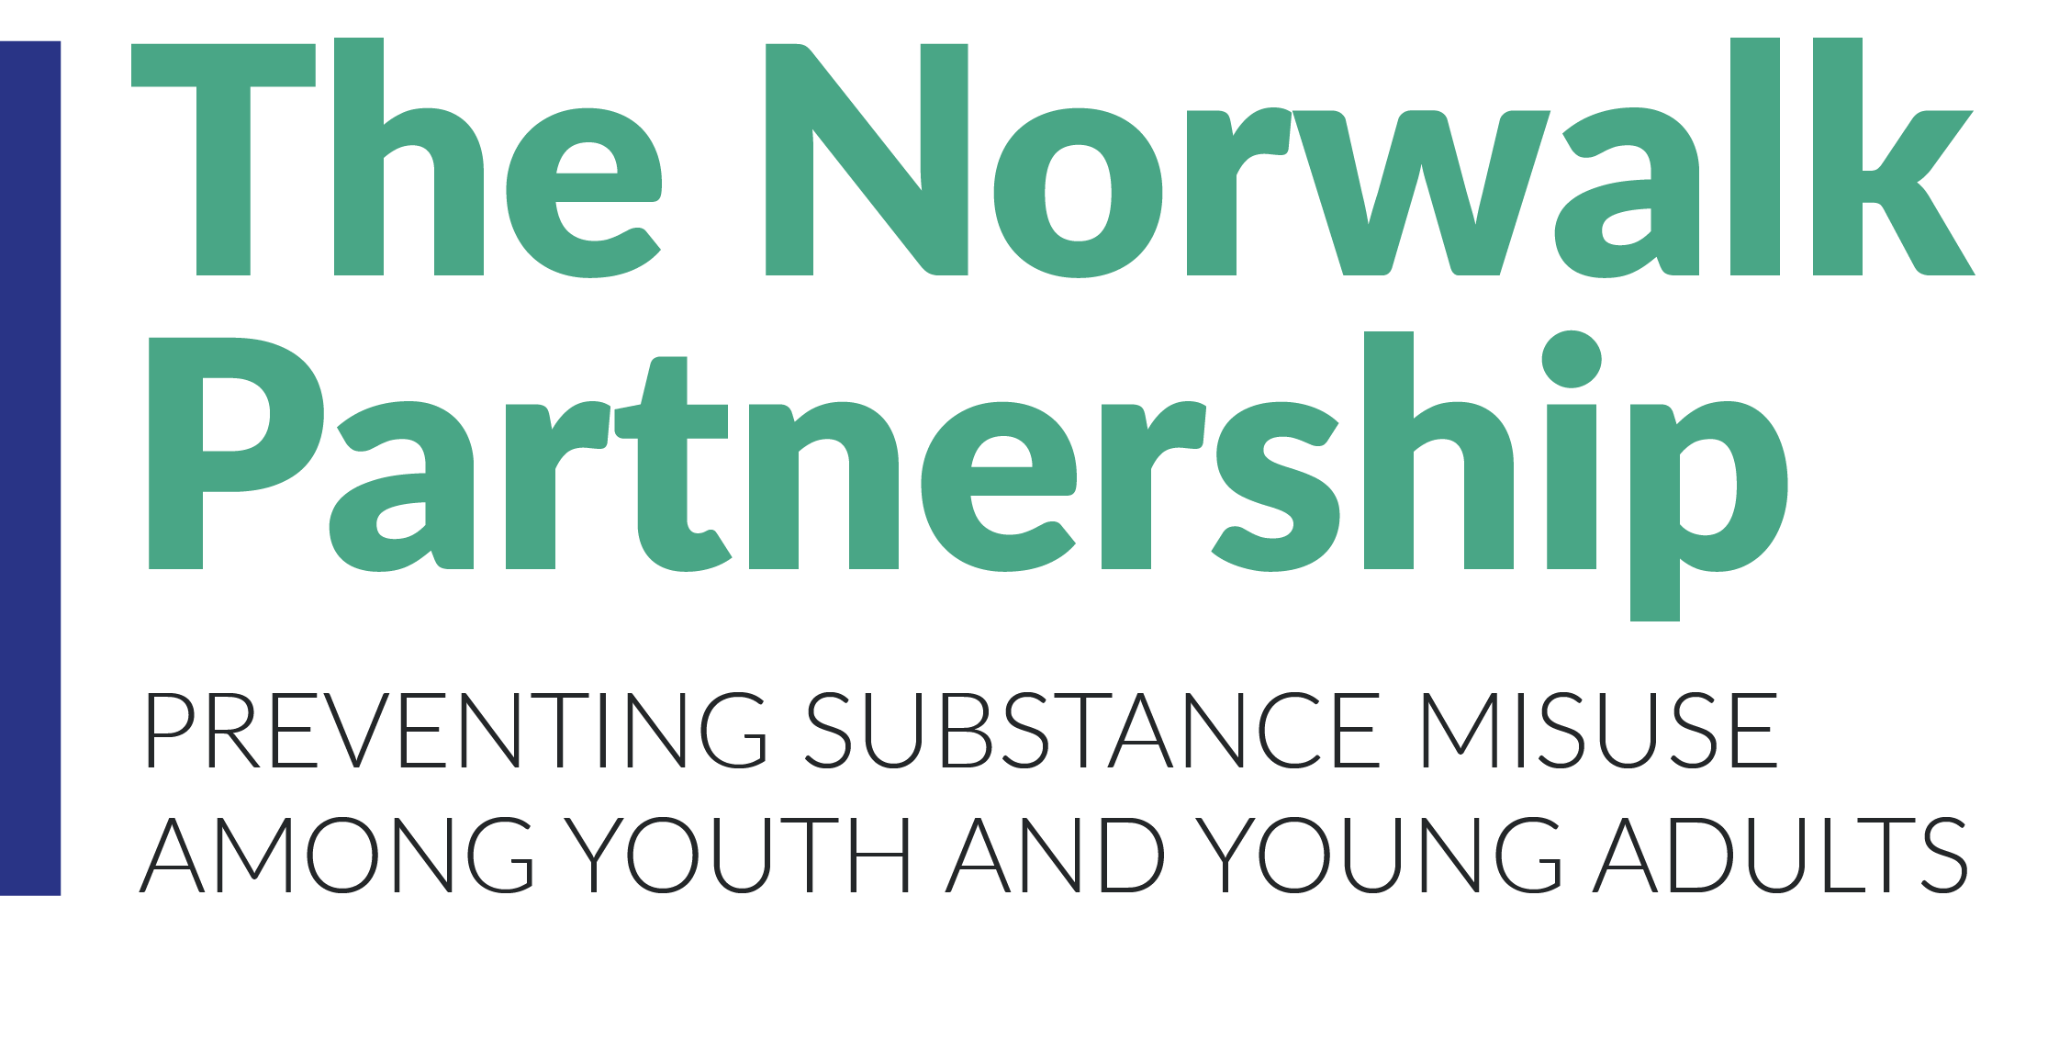 The Norwalk
Partnership
PREVENTING SUBSTANCE MISUSE
AMONG YOUTH AND YOUNG ADULTS